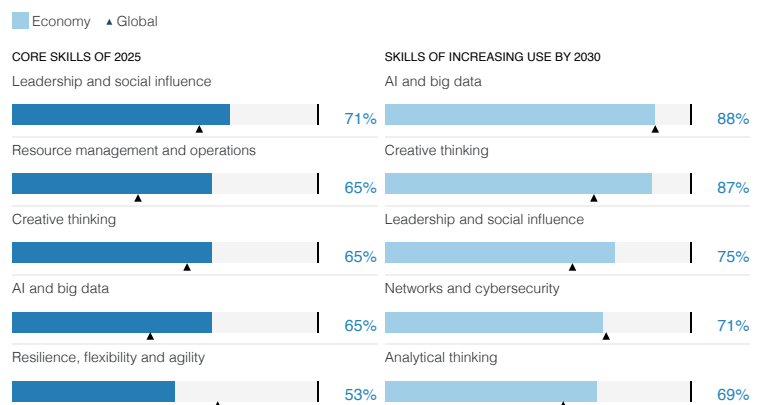 Economy Global
CORE SKILLS OF 2025
Leadership and social influence
71%
Resource management and operations
65%
Creative thinking
65%
AI and big data
65%
Resilience, flexibility and agility
53%
SKILLS OF INCREASING USE BY 2030
AI and big data
88%
Creative thinking
87%
Leadership and social influence
75%
Networks and cybersecurity
71%
Analytical thinking
69%